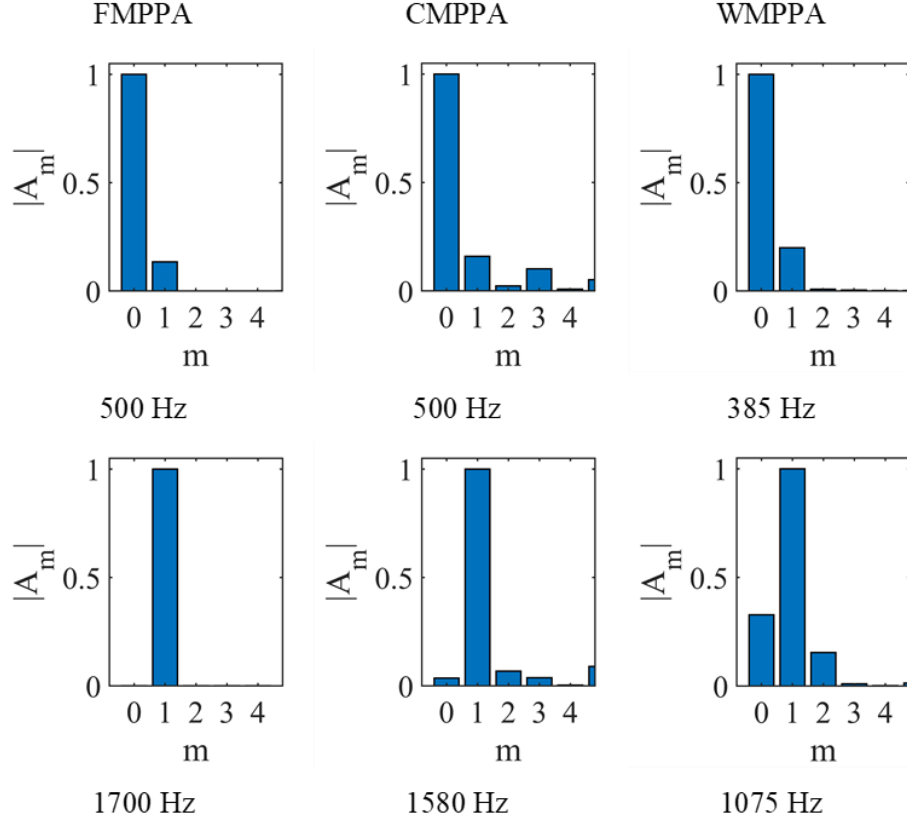 FMPPA CMPPA WMPPA
1 1 1
|A_m| |A_m| |A_m|
0.5 0.5 0.5
0 0 0
0 1 2 3 4 0 1 2 3 4 0 1 2 3 4
m m m
500 Hz 500 Hz 385 Hz
1 1 1
|A_m| |A_m| |A_m|
0.5 0.5 0.5
0 0 0
0 1 2 3 4 0 1 2 3 4 0 1 2 3 4
m m m
1700 Hz 1580 Hz 1075 Hz